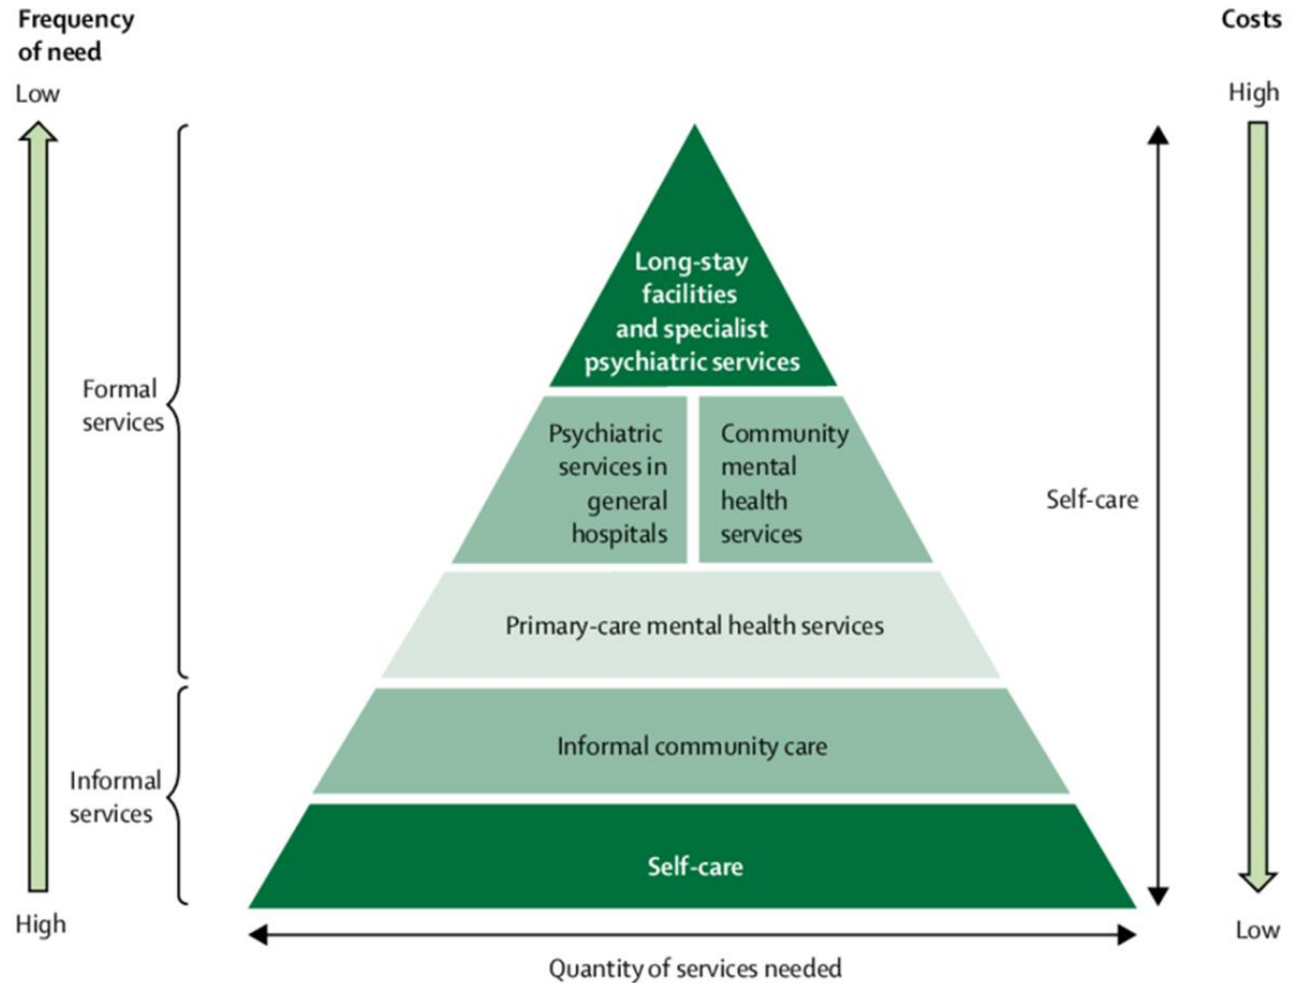 Frequency
of need
Low
Costs
High
Long-stay
facilities
and specialist
psychiatric services
Formal
services
Psychiatric
services in
general
hospitals
Community
mental
health
services
Self-care
Primary-care mental health services
Informal community care
Informal
services
Self-care
High
Low
Quantity of services needed